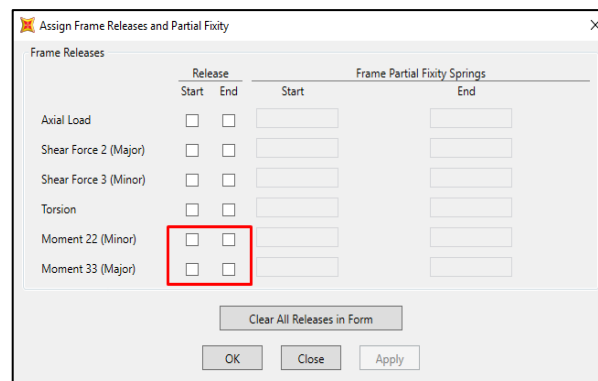 Assign Frame Releases and Partial Fixity
Frame Releases
Release Frame Partial Fixity Springs
Start End Start End
Axial Load
Shear Force 2 (Major)
Shear Force 3 (Minor)
Torsion
Moment 22 (Minor)
Moment 33 (Major)
Clear All Releases in Form
OK Close Apply